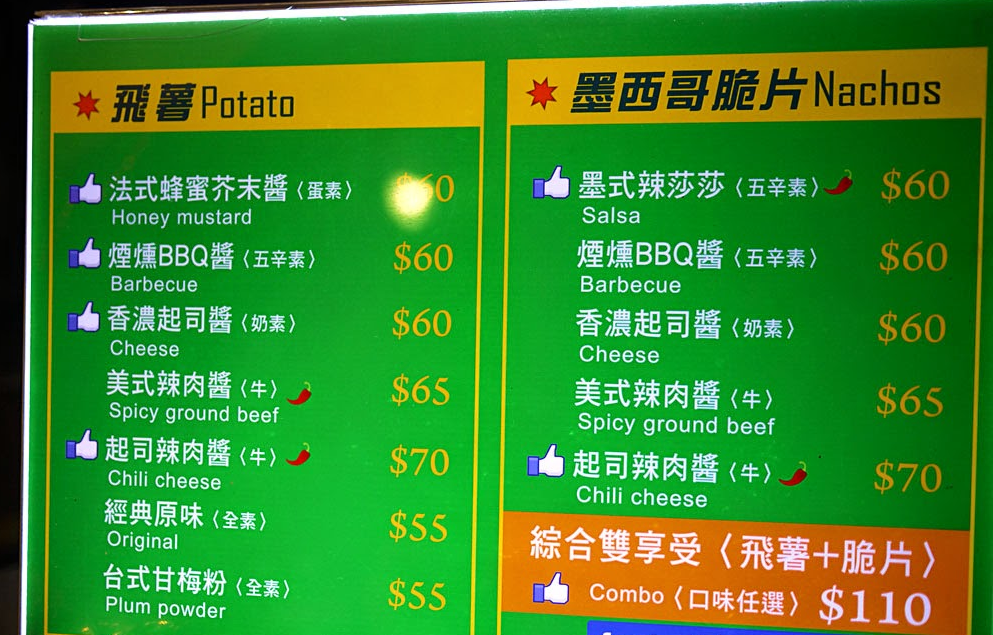 飛薯Potato
法式蜂蜜芥末醬〈蛋素〉 $60
Honey mustard
煙燻BBQ醬〈五辛素〉 $60
Barbecue
香濃起司醬〈奶素〉 $60
Cheese
美式辣肉醬〈牛〉 $65
Spicy ground beef
起司辣肉醬〈牛〉 $70
Chili cheese
經典原味〈全素〉 $55
Original
台式甘梅粉〈全素〉 $55
Plum powder
墨西哥脆片Nachos
墨式辣莎莎〈五辛素〉 $60
Salsa
煙燻BBQ醬〈五辛素〉 $60
Barbecue
香濃起司醬〈奶素〉 $60
Cheese
美式辣肉醬〈牛〉 $65
Spicy ground beef
起司辣肉醬〈牛〉 $70
Chili cheese
綜合雙享受〈飛薯+脆片〉
Combo〈口味任選〉 $110